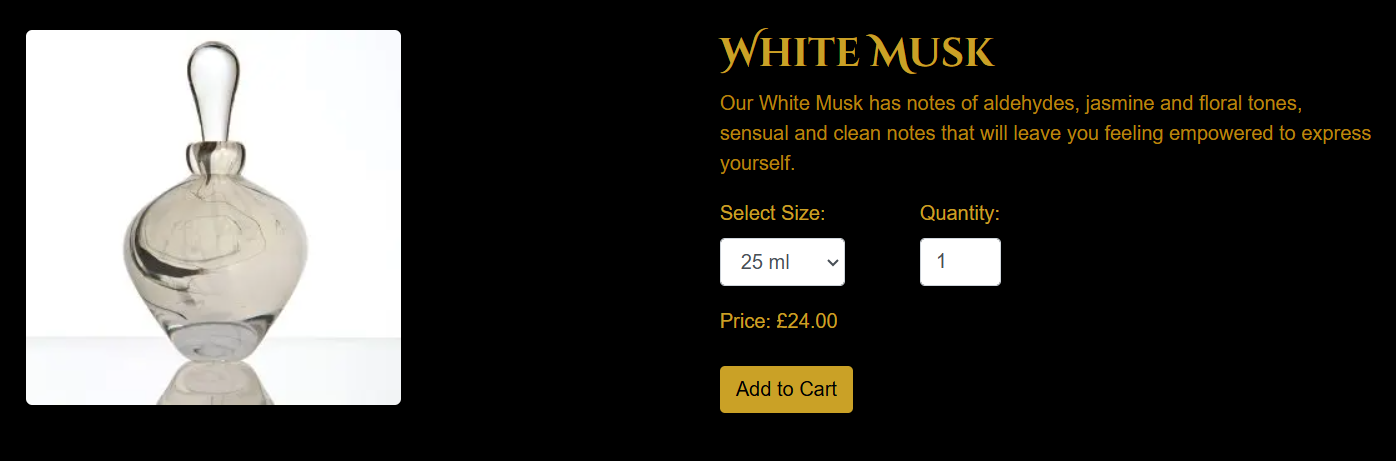 White Musk
Our White Musk has notes of aldehydes, jasmine and floral tones,
sensual and clean notes that will leave you feeling empowered to express
yourself.
Select Size: Quantity:
25 ml 1
Price: £24.00
Add to Cart